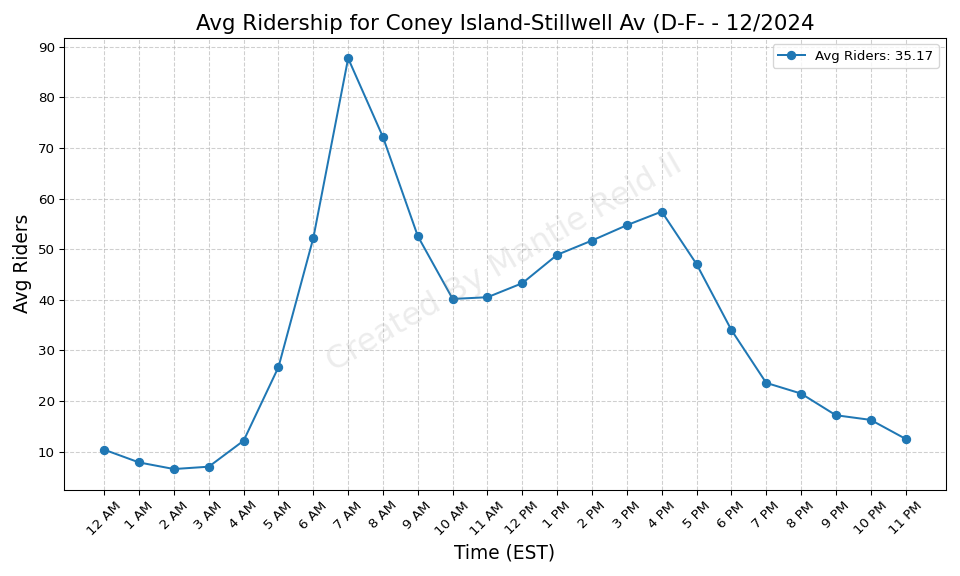 Avg Ridership for Coney Island-Stillwell Av (D-F- - 12/2024
Avg Riders: 35.17
90
80
70
60
50
40
30
20
10
Avg Riders
Created By Mantle Reid II
12 AM 1 AM 2 AM 3 AM 4 AM 5 AM 6 AM 7 AM 8 AM 9 AM 10 AM 11 AM 12 PM 1 PM 2 PM 3 PM 4 PM 5 PM 6 PM 7 PM 8 PM 9 PM 10 PM 11 PM
Time (EST)